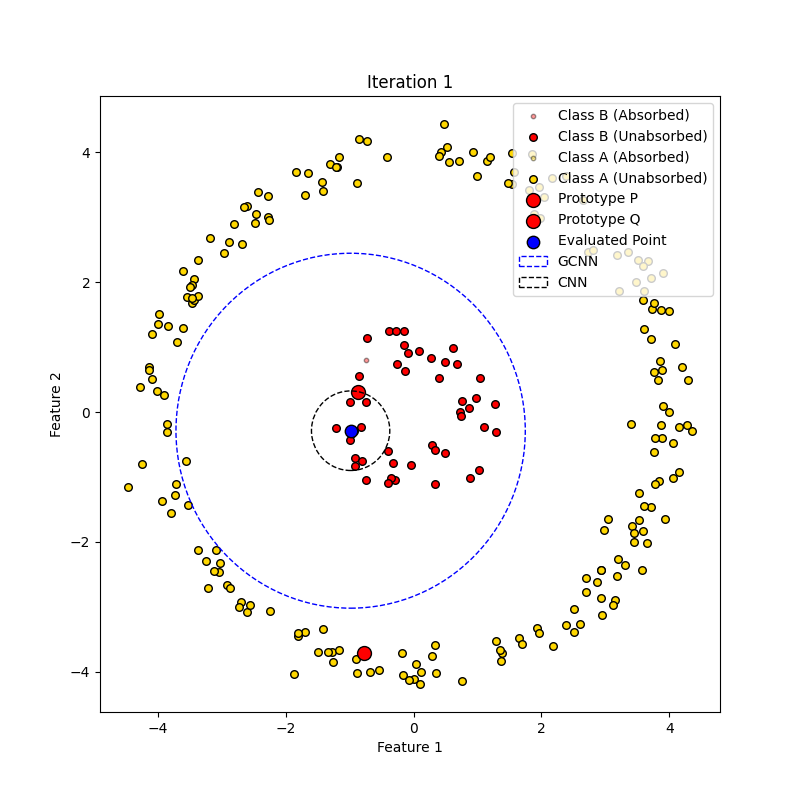 Iteration 1
Class B (Absorbed)
Class B (Unabsorbed)
Class A (Absorbed)
Class A (Unabsorbed)
Prototype P
Prototype Q
Evaluated Point
GCNN
CNN
4
2
0
−2
−4
Feature 2
−4
−2
0
2
4
Feature 1